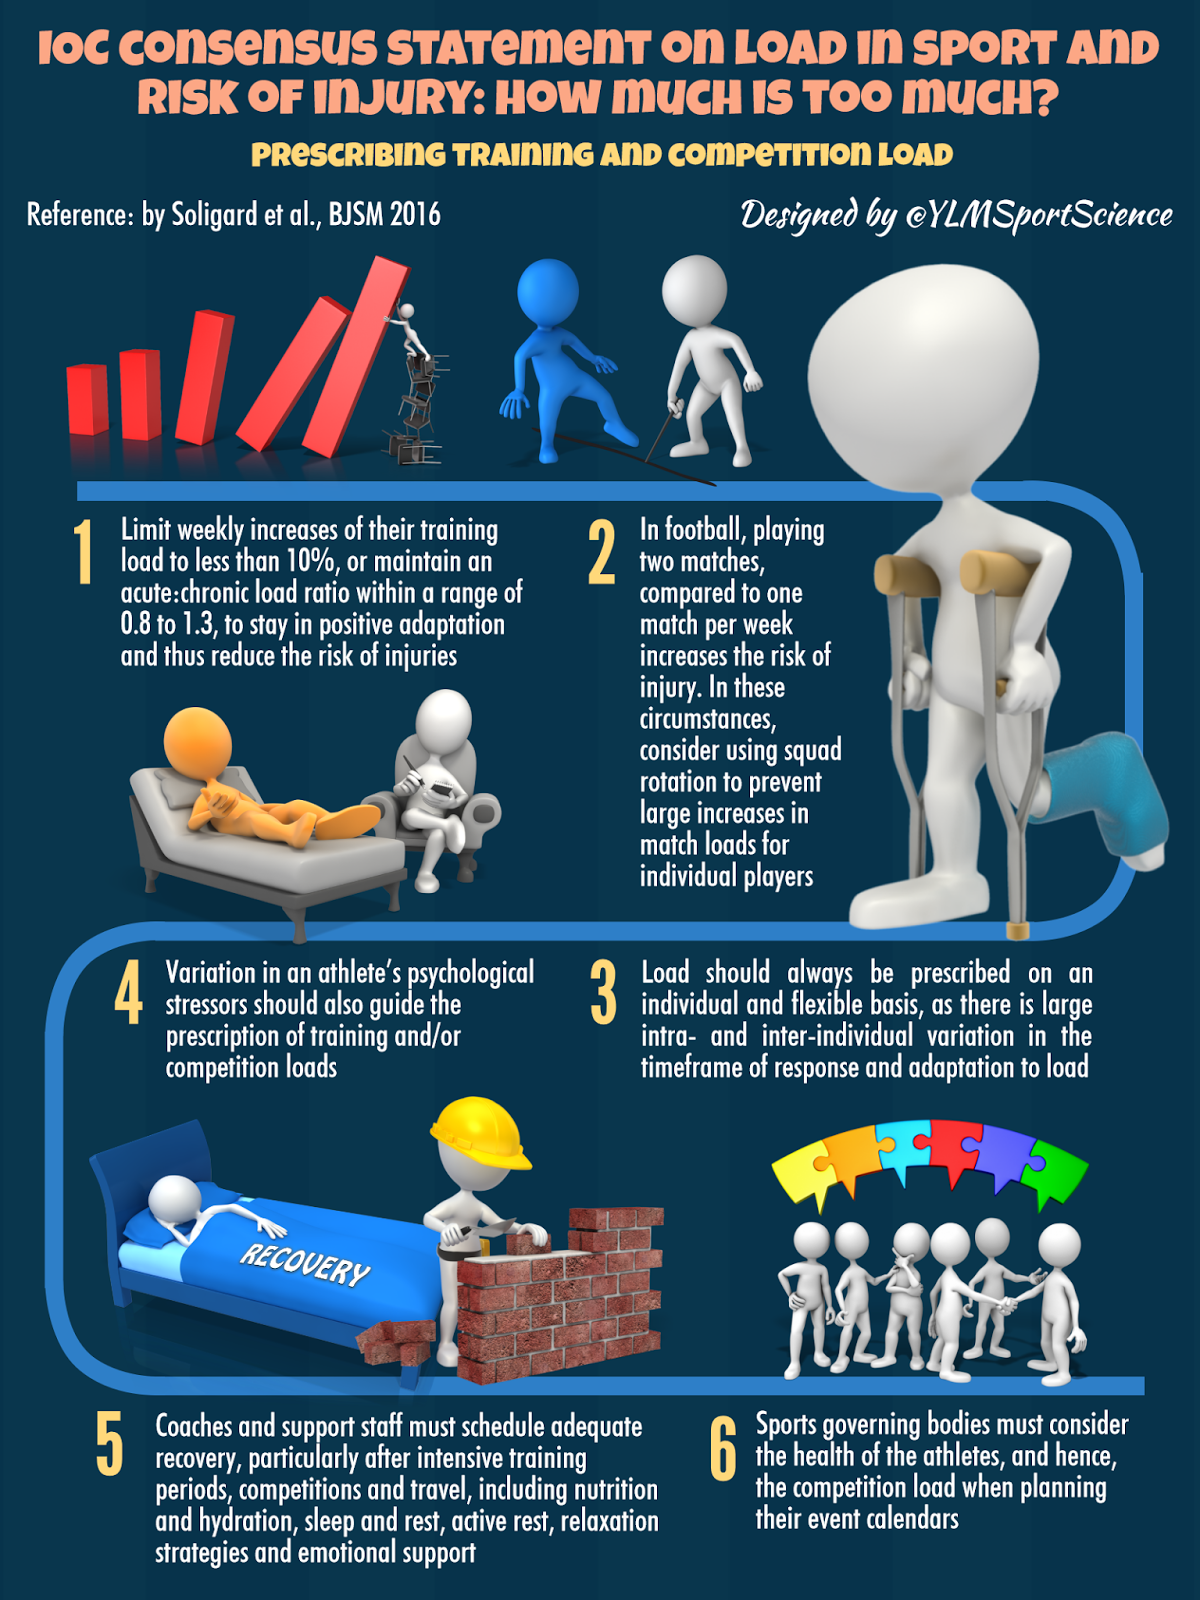 IOC CONSENSUS STATEMENT ON LOAD IN SPORT AND
RISK OF INJURY: HOW MUCH IS TOO MUCH?
PRESCRIBING TRAINING AND COMPETITION LOAD
Reference: by Soligard et al., BJSM 2016
Designed by @YLMSportScience
1
Limit weekly increases of their training
load to less than 10%, or maintain an
acute:chronic load ratio within a range of
0.8 to 1.3, to stay in positive adaptation
and thus reduce the risk of injuries
2
In football, playing
two matches,
compared to one
match per week
increases the risk of
injury. In these
circumstances,
consider using squad
rotation to prevent
large increases in
match loads for
individual players
3
Load should always be prescribed on an
individual and flexible basis, as there is large
intra- and inter-individual variation in the
timeframe of response and adaptation to load
4
Variation in an athlete's psychological
stressors should also guide the
prescription of training and/or
competition loads
RECOVERY
5
Coaches and support staff must schedule adequate
recovery, particularly after intensive training
periods, competitions and travel, including nutrition
and hydration, sleep and rest, active rest, relaxation
strategies and emotional support
6
Sports governing bodies must consider
the health of the athletes, and hence,
the competition load when planning
their event calendars